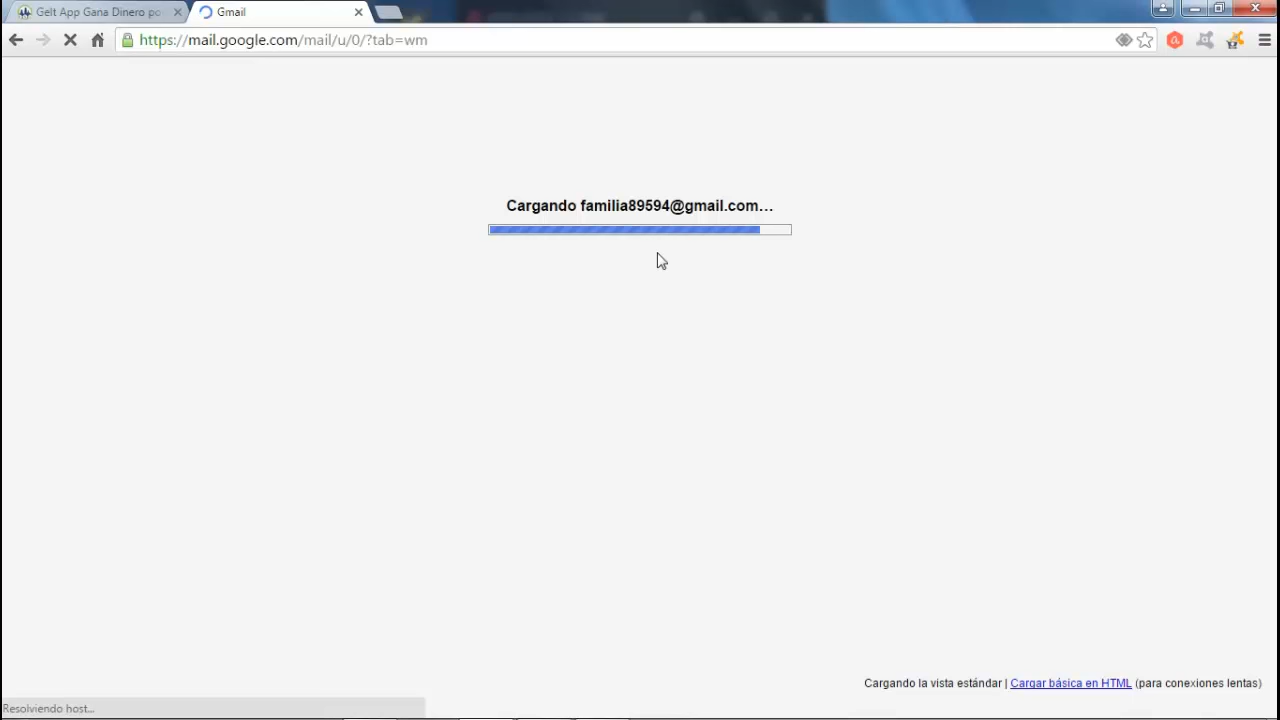 Gelt App Gana Dinero po
Gmail
https://mail.google.com/mail/u/0/?tab=wm
Cargando familia89594@gmail.com…
Cargando la vista estándar | Cargar básica en HTML (para conexiones lentas)
Resolviendo host...